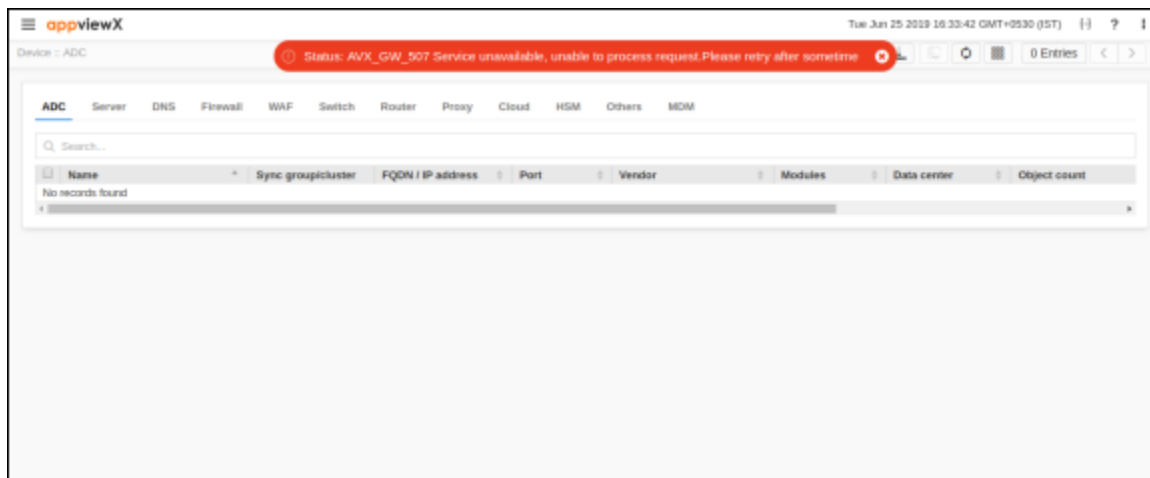 appviewX
Tue Jun 25 2019 16:33:42 GMT+0530 (IST) ?
Device :: ADC
Status: AVX_GW_507 Service unavailable, unable to process request.Please retry after sometime
0 Entries
ADC Server DNS Firewall WAF Switch Router Proxy Cloud HSM Others MDM
Search...
Name Sync group/cluster FQDN / IP address Port Vendor Modules Data center Object count
No records found